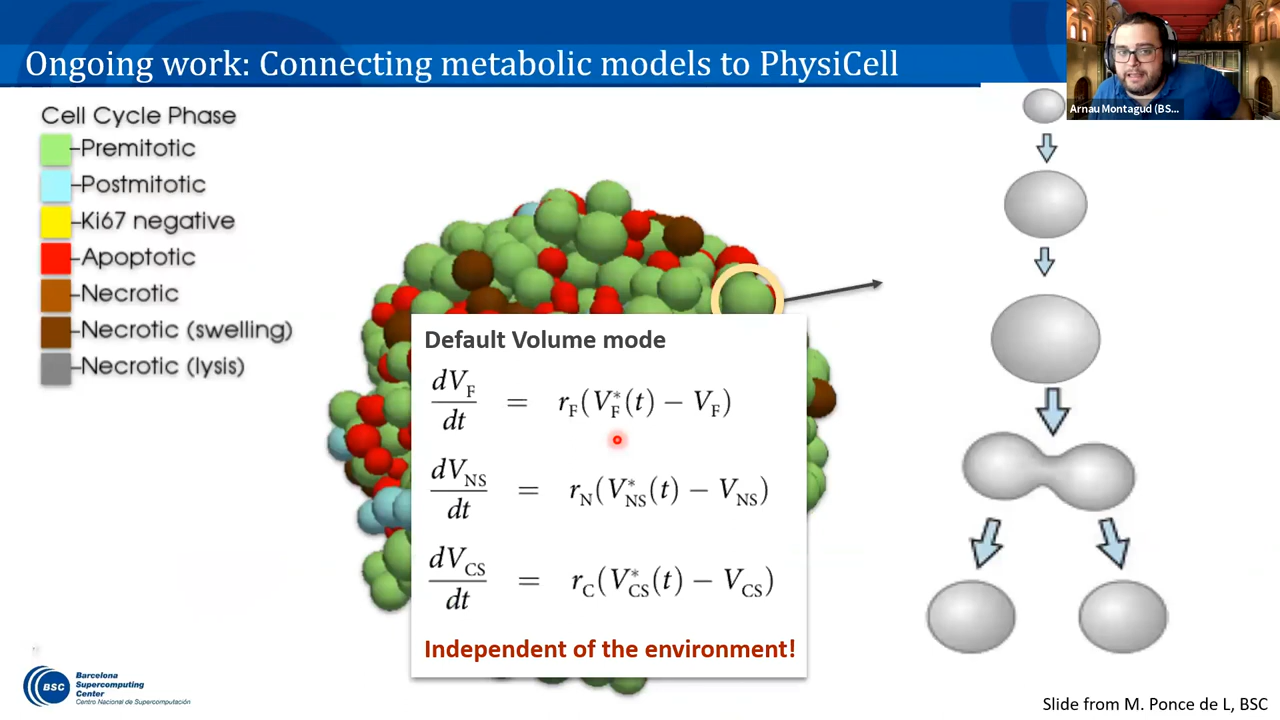 Ongoing work: Connecting metabolic models to PhysiCell
Arnau Montagud (BS...
Cell Cycle Phase
Premitotic
Postmitotic
Ki67 negative
Apoptotic
Necrotic
Necrotic (swelling)
Necrotic (lysis)
Default Volume mode
dV_F/dt = r_F(V*_F(t) − V_F)
dV_NS/dt = r_N(V*_NS(t) − V_NS)
dV_CS/dt = r_C(V*_CS(t) − V_CS)
Independent of the environment!
BSC
Barcelona
Supercomputing
Center
Centro Nacional de Supercomputación
Slide from M. Ponce de L, BSC